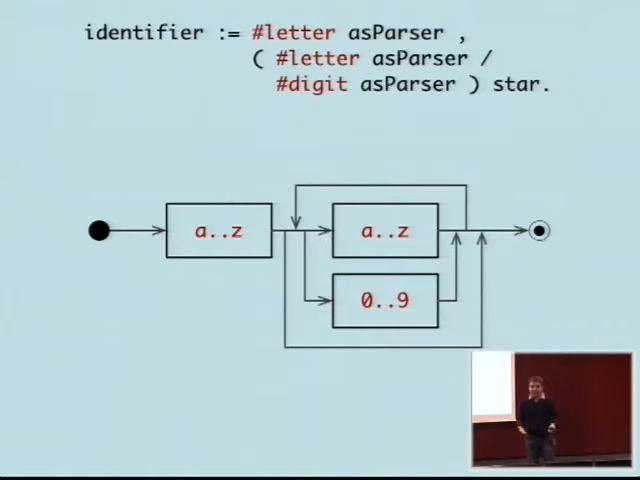 identifier := #letter asParser ,
( #letter asParser /
#digit asParser ) star.
a..z
a..z
0..9